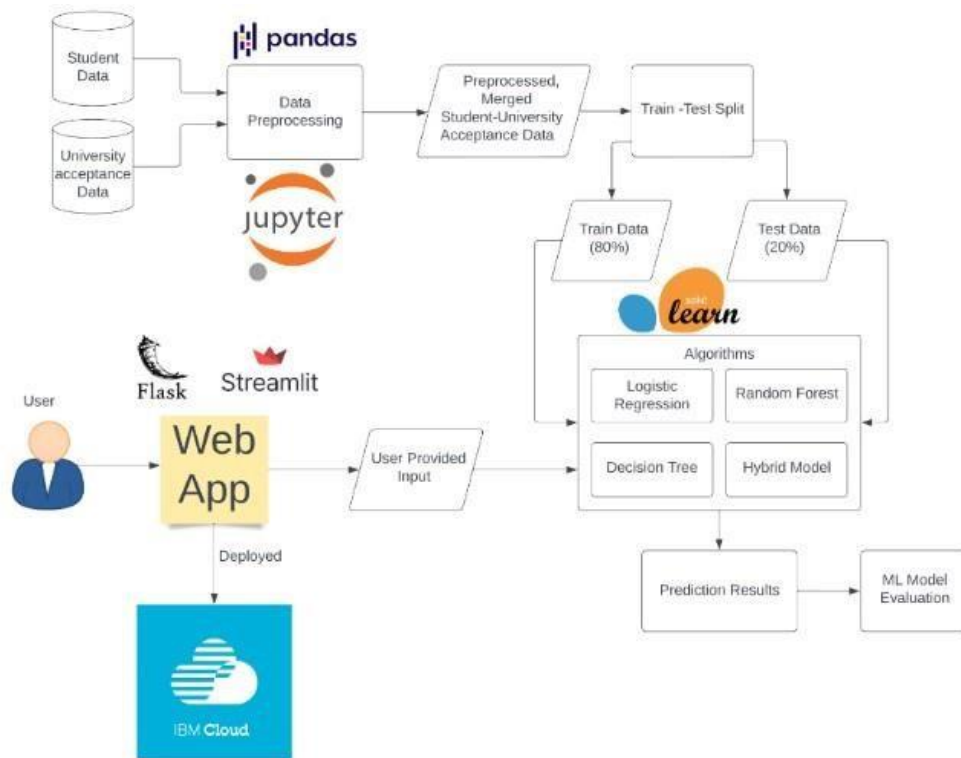 pandas
Student
Data
Data
Preprocessing
Preprocessed,
Merged
Student-University
Acceptance Data
Train -Test Split
University
acceptance
Data
jupyter
Train Data
(80%)
Test Data
(20%)
scikit
learn
Algorithms
Logistic
Regression
Random Forest
Decision Tree
Hybrid Model
Flask
Streamlit
User
Web
App
User Provided
Input
Deployed
Prediction Results
ML Model
Evaluation
IBM Cloud